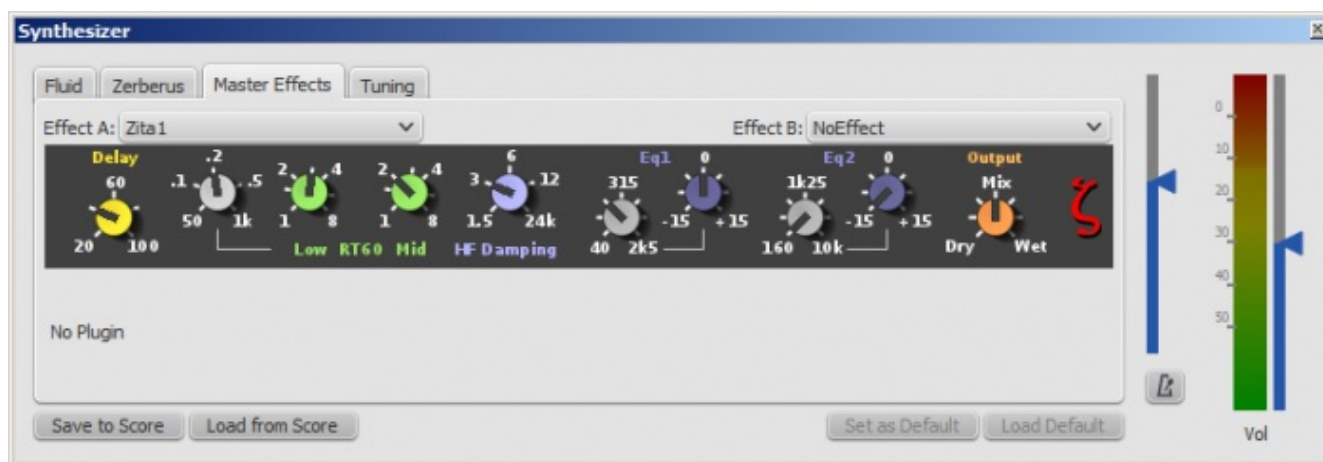 Synthesizer
Fluid Zerberus Master Effects Tuning
Effect A: Zita1 Effect B: NoEffect
Delay .2 6 Eq1 0 Eq2 0 Output
60 .1 .5 2 4 2 4 3 12 315 1k25 Mix
20 100 50 1k 1 8 1 8 1.5 24k -15 +15 -15 +15 ζ
Low RT60 Mid HF Damping 40 2k5 160 10k Dry Wet
No Plugin
Save to Score Load from Score Set as Default Load Default
0
10
20
30
40
50
Vol